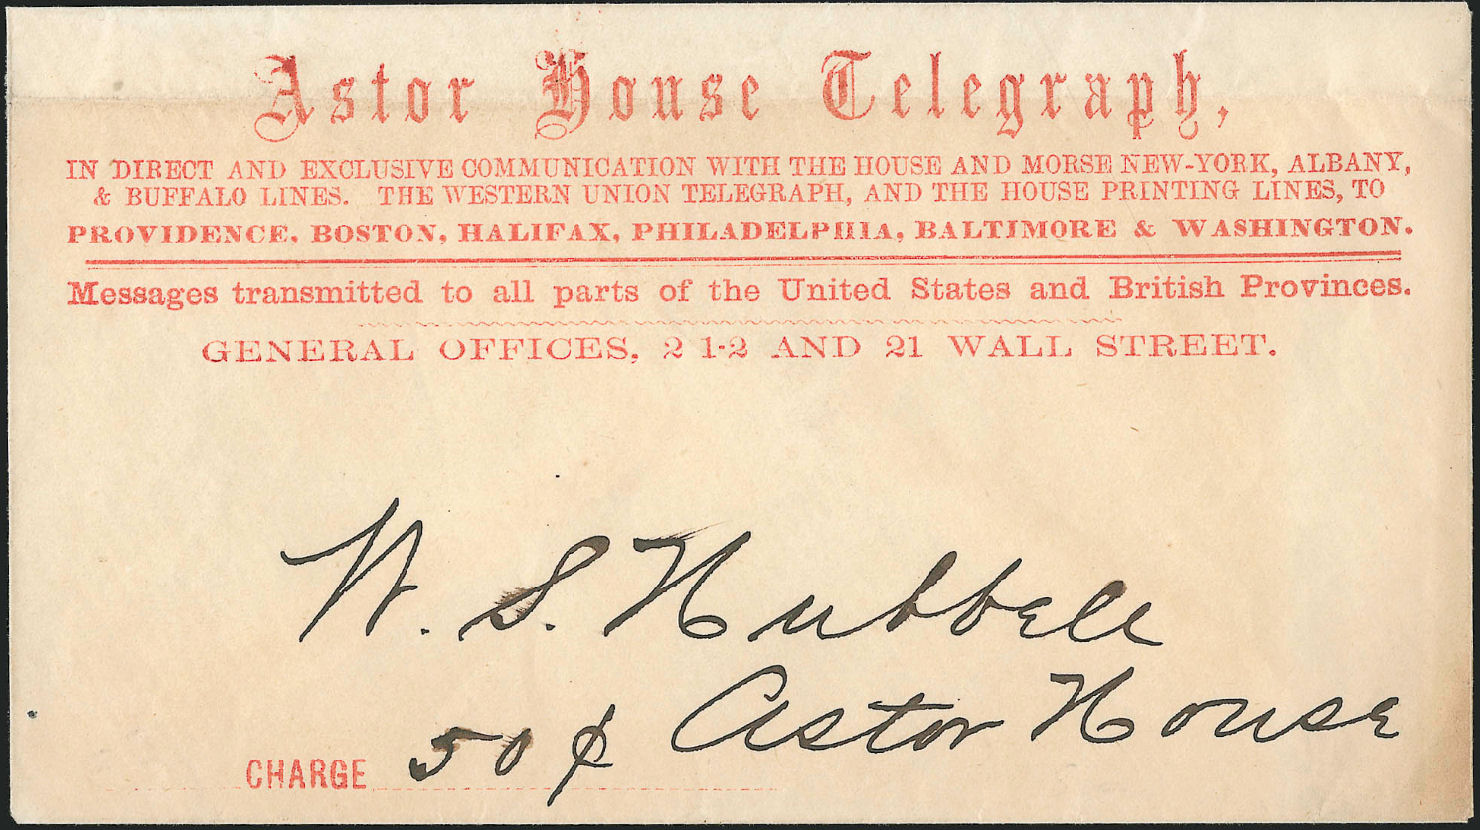 Astor House Telegraph,
IN DIRECT AND EXCLUSIVE COMMUNICATION WITH THE HOUSE AND MORSE NEW-YORK, ALBANY,
& BUFFALO LINES. THE WESTERN UNION TELEGRAPH, AND THE HOUSE PRINTING LINES, TO
PROVIDENCE, BOSTON, HALIFAX, PHILADELPHIA, BALTIMORE & WASHINGTON.
Messages transmitted to all parts of the United States and British Provinces.
GENERAL OFFICES, 2 1-2 AND 21 WALL STREET.
W. S. Hubbell
Astor House
CHARGE 50¢